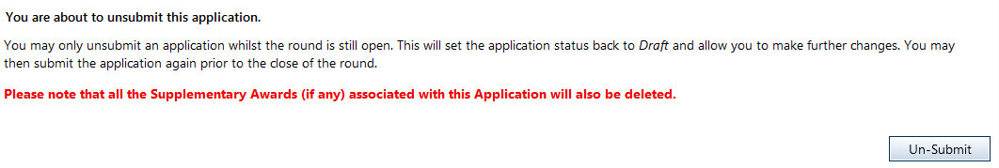 You are about to unsubmit this application.
You may only unsubmit an application whilst the round is still open. This will set the application status back to Draft and allow you to make further changes. You may
then submit the application again prior to the close of the round.
Please note that all the Supplementary Awards (if any) associated with this Application will also be deleted.
Un-Submit